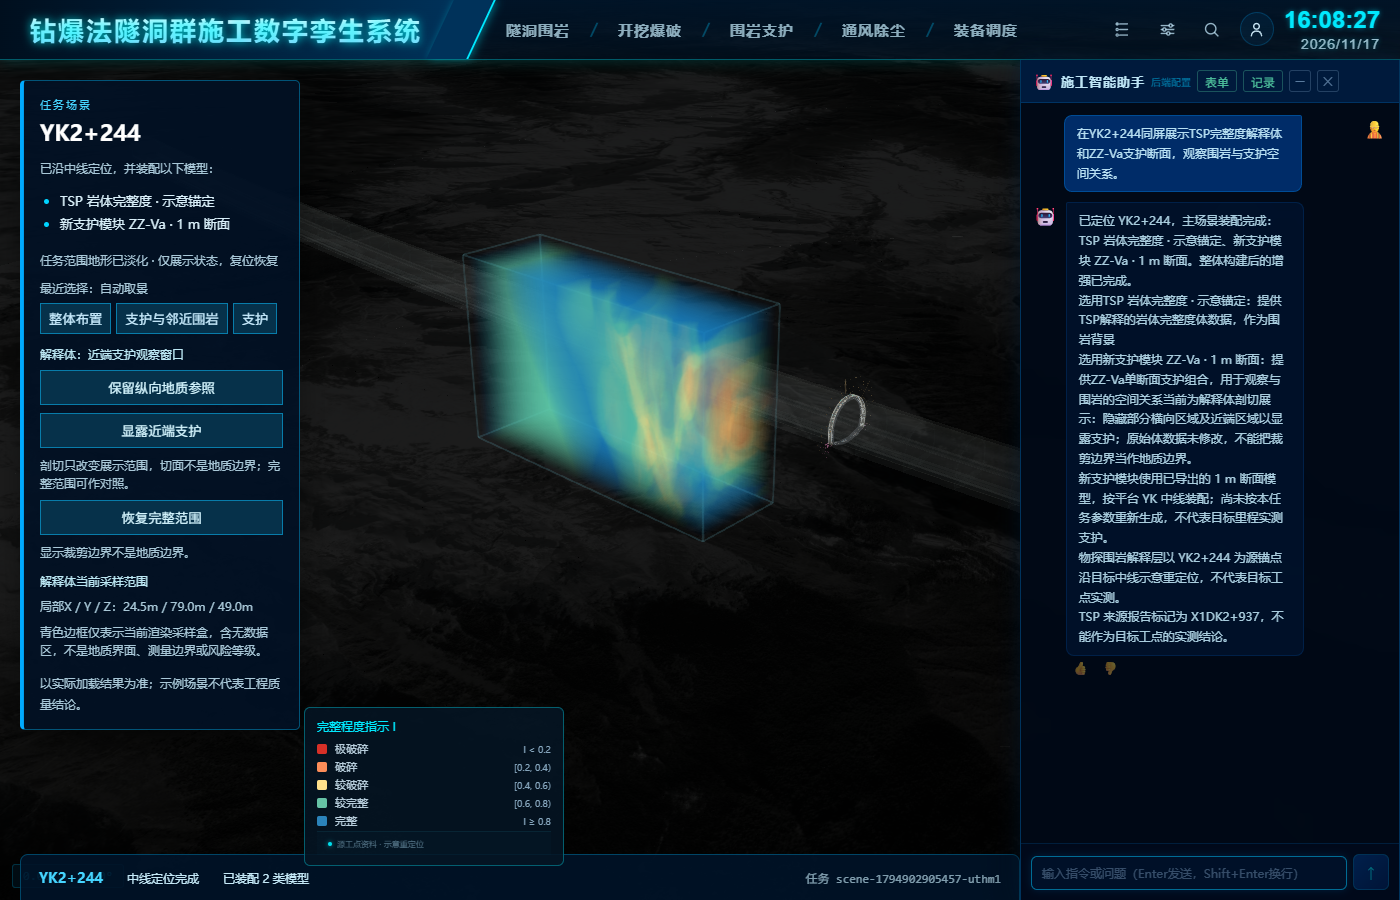 钻爆法隧洞群施工数字孪生系统
隧洞围岩 / 开挖爆破 / 围岩支护 / 通风除尘 / 装备调度
16:08:27
2026/11/17
任务场景
YK2+244
已沿中线定位，并装配以下模型：
• TSP 岩体完整度 · 示意锚定
• 新支护模块 ZZ-Va · 1 m 断面
任务范围地形已淡化 · 仅展示状态，复位恢复
最近选择：自动取景
整体布置 支护与邻近围岩 支护
解释体：近端支护观察窗口
保留纵向地质参照
显露近端支护
剖切只改变展示范围，切面不是地质边界；完
整范围可作对照。
恢复完整范围
显示裁剪边界不是地质边界。
解释体当前采样范围
局部X / Y / Z：24.5m / 79.0m / 49.0m
青色边框仅表示当前渲染采样盒，含无数据
区，不是地质界面、测量边界或风险等级。
以实际加载结果为准；示例场景不代表工程质
量结论。
完整程度指示 I
极破碎 I < 0.2
破碎 [0.2, 0.4)
较破碎 [0.4, 0.6)
较完整 [0.6, 0.8)
完整 I ≥ 0.8
源工点资料 · 示意重定位
YK2+244 中线定位完成 已装配 2 类模型
任务 scene-1794902905457-uthm1
施工智能助手 后端配置 表单 记录
在YK2+244同屏展示TSP完整度解释体
和ZZ-Va支护断面，观察围岩与支护空
间关系。
已定位 YK2+244，主场景装配完成：
TSP 岩体完整度 · 示意锚定、新支护模
块 ZZ-Va · 1 m 断面。整体构建后的增
强已完成。
选用TSP 岩体完整度 · 示意锚定：提供
TSP解释的岩体完整度体数据，作为围
岩背景
选用新支护模块 ZZ-Va · 1 m 断面：提
供ZZ-Va单断面支护组合，用于观察与
围岩的空间关系当前为解释体剖切展
示：隐藏部分横向区域及近端区域以显
露支护；原始体数据未修改，不能把裁
剪边界当作地质边界。
新支护模块使用已导出的 1 m 断面模
型，按平台 YK 中线装配；尚未按本任
务参数重新生成，不代表目标里程实测
支护。
物探围岩解释层以 YK2+244 为源锚点
沿目标中线示意重定位，不代表目标工
点实测。
TSP 来源报告标记为 X1DK2+937，不
能作为目标工点的实测结论。
输入指令或问题（Enter发送，Shift+Enter换行）